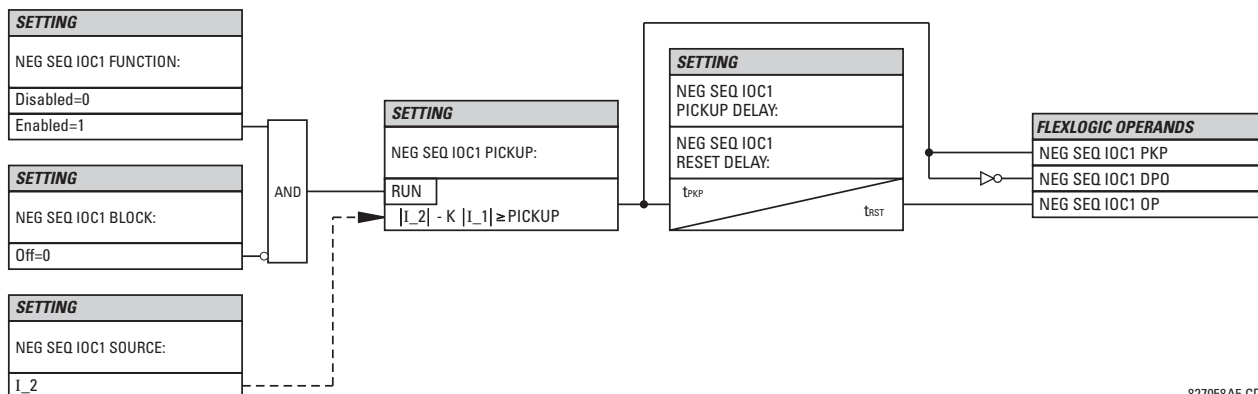 SETTING
NEG SEQ IOC1 FUNCTION:
Disabled=0
Enabled=1
SETTING
NEG SEQ IOC1 BLOCK:
Off=0
SETTING
NEG SEQ IOC1 SOURCE:
I_2
AND
SETTING
NEG SEQ IOC1 PICKUP:
RUN
|I_2| - K |I_1| ≥ PICKUP
SETTING
NEG SEQ IOC1
PICKUP DELAY:
NEG SEQ IOC1
RESET DELAY:
tPKP
tRST
FLEXLOGIC OPERANDS
NEG SEQ IOC1 PKP
NEG SEQ IOC1 DPO
NEG SEQ IOC1 OP